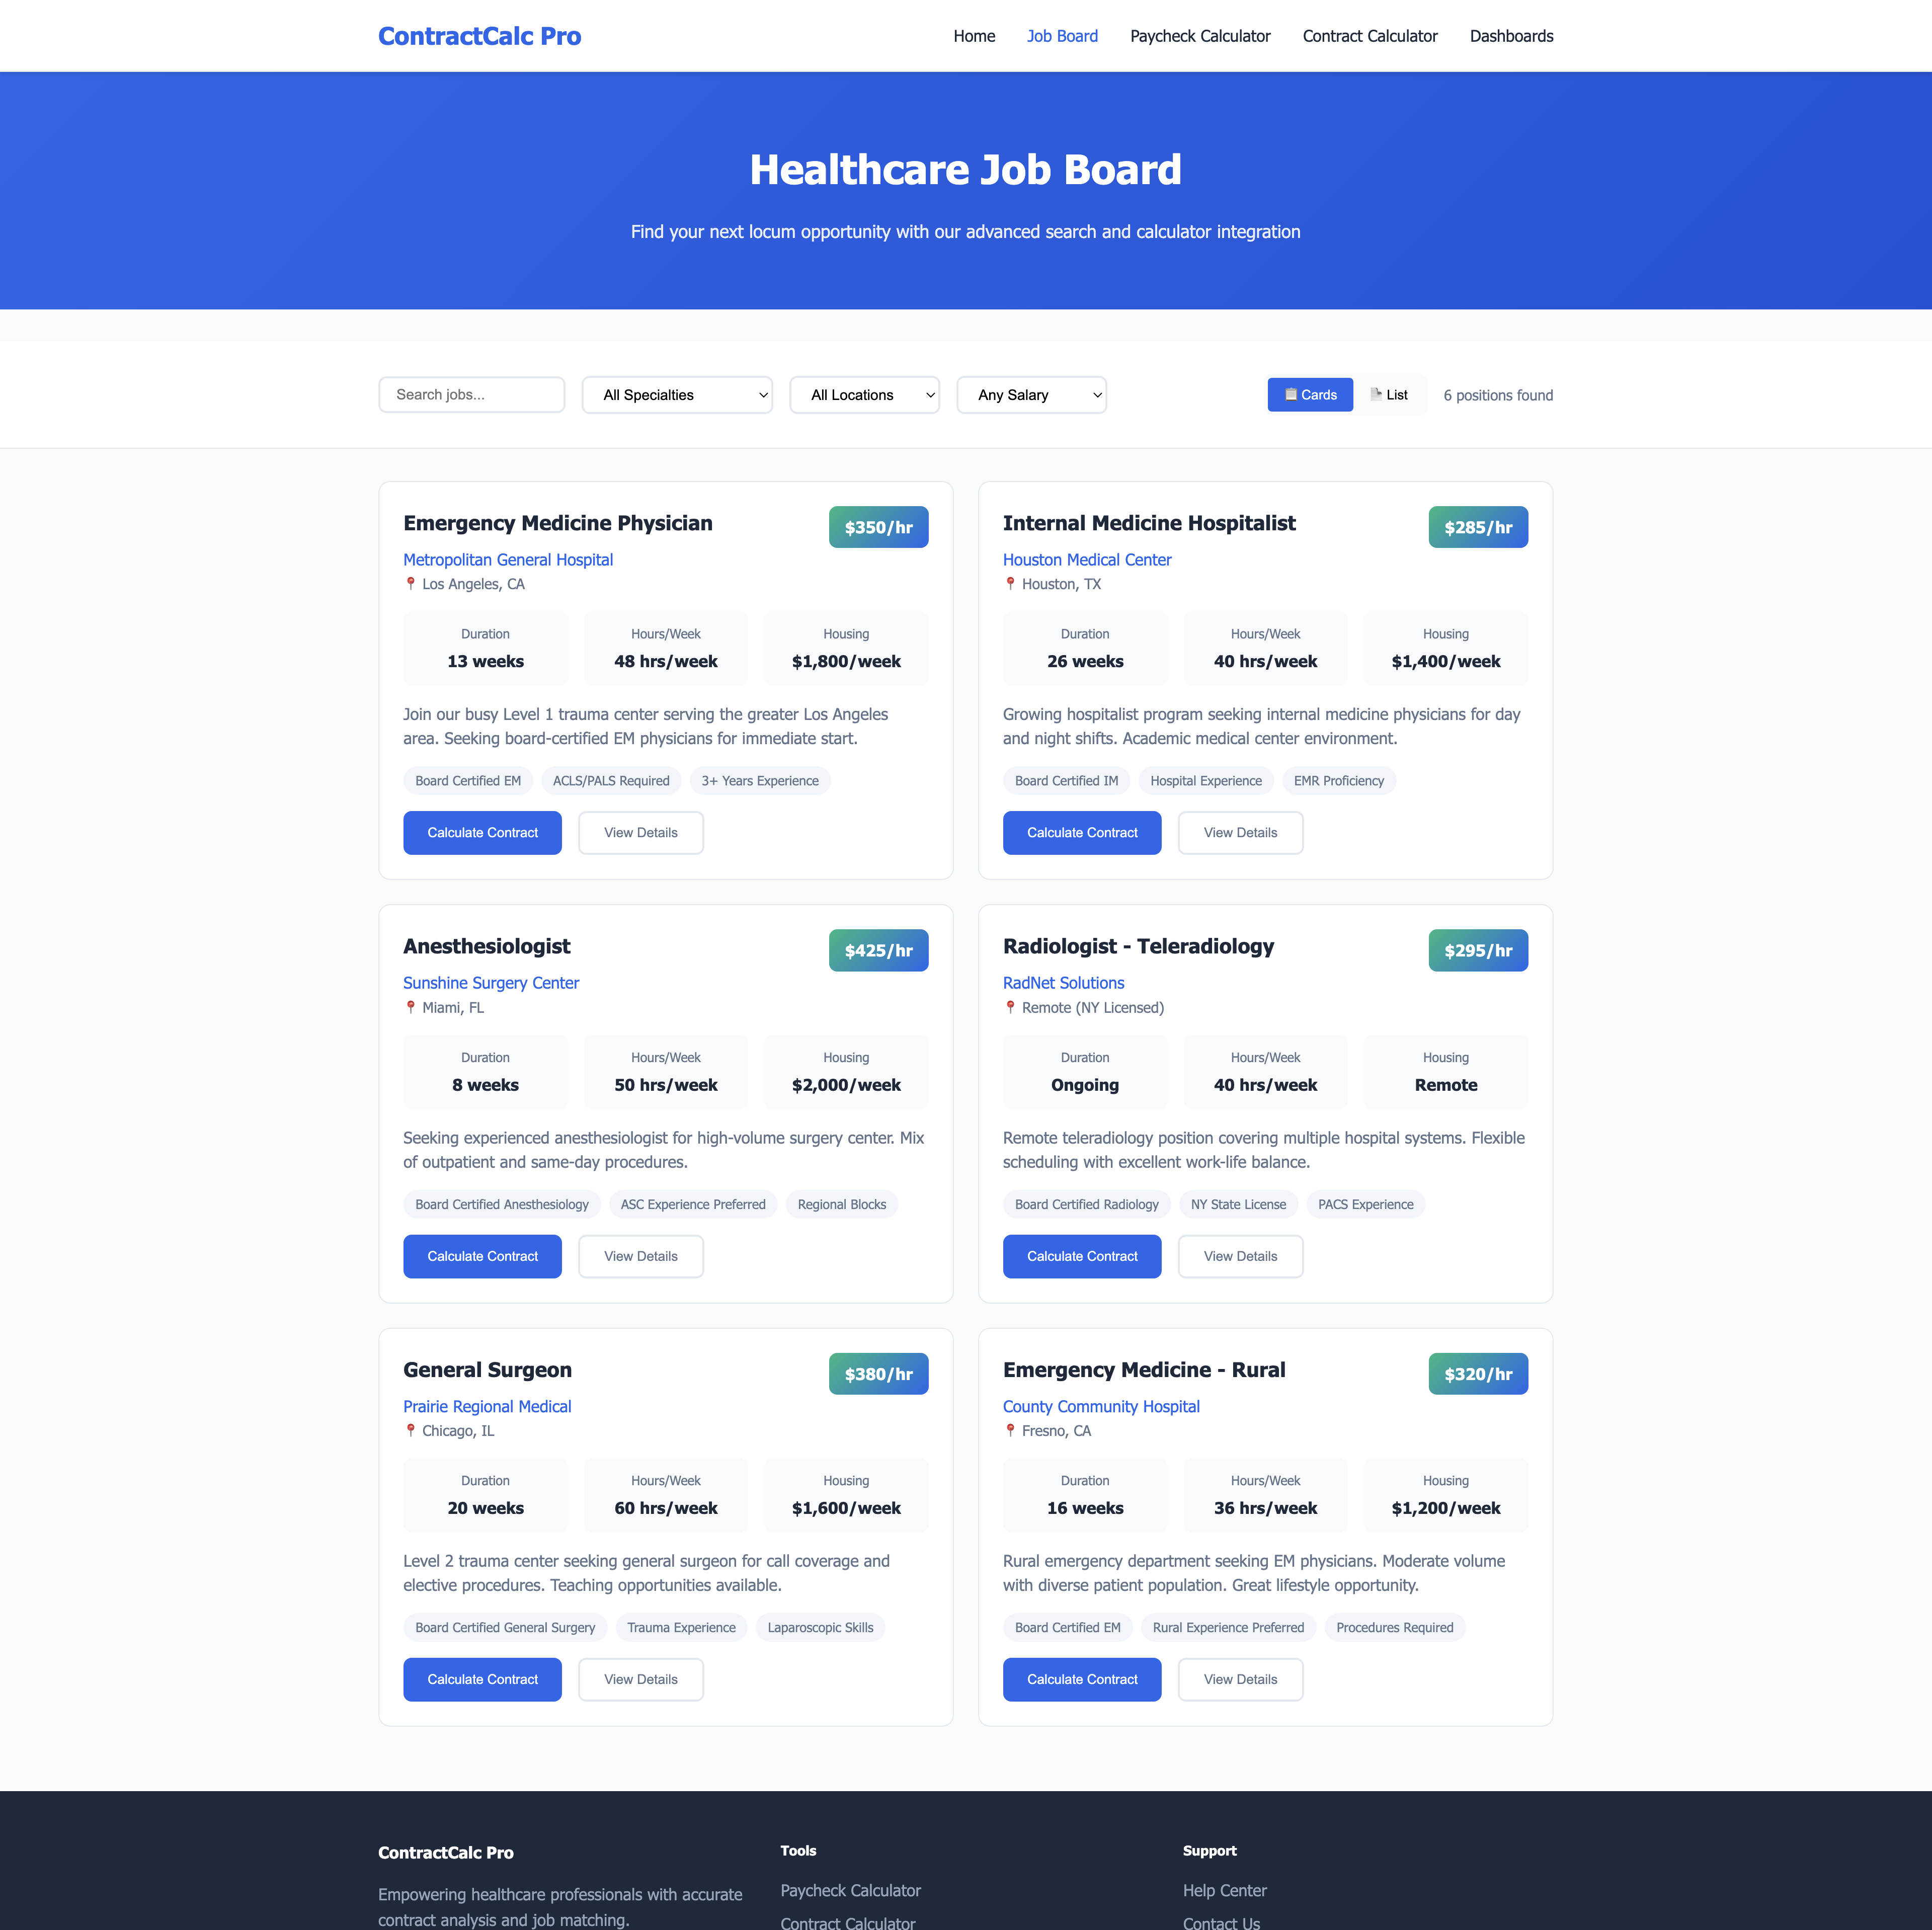 ContractCalc Pro
Home
Job Board
Paycheck Calculator
Contract Calculator
Dashboards
Healthcare Job Board
Find your next locum opportunity with our advanced search and calculator integration
Search jobs...
All Specialties
All Locations
Any Salary
Cards
List
6 positions found
Emergency Medicine Physician
$350/hr
Metropolitan General Hospital
Los Angeles, CA
Duration
13 weeks
Hours/Week
48 hrs/week
Housing
$1,800/week
Join our busy Level 1 trauma center serving the greater Los Angeles
area. Seeking board-certified EM physicians for immediate start.
Board Certified EM
ACLS/PALS Required
3+ Years Experience
Calculate Contract
View Details
Internal Medicine Hospitalist
$285/hr
Houston Medical Center
Houston, TX
Duration
26 weeks
Hours/Week
40 hrs/week
Housing
$1,400/week
Growing hospitalist program seeking internal medicine physicians for day
and night shifts. Academic medical center environment.
Board Certified IM
Hospital Experience
EMR Proficiency
Calculate Contract
View Details
Anesthesiologist
$425/hr
Sunshine Surgery Center
Miami, FL
Duration
8 weeks
Hours/Week
50 hrs/week
Housing
$2,000/week
Seeking experienced anesthesiologist for high-volume surgery center. Mix
of outpatient and same-day procedures.
Board Certified Anesthesiology
ASC Experience Preferred
Regional Blocks
Calculate Contract
View Details
Radiologist - Teleradiology
$295/hr
RadNet Solutions
Remote (NY Licensed)
Duration
Ongoing
Hours/Week
40 hrs/week
Housing
Remote
Remote teleradiology position covering multiple hospital systems. Flexible
scheduling with excellent work-life balance.
Board Certified Radiology
NY State License
PACS Experience
Calculate Contract
View Details
General Surgeon
$380/hr
Prairie Regional Medical
Chicago, IL
Duration
20 weeks
Hours/Week
60 hrs/week
Housing
$1,600/week
Level 2 trauma center seeking general surgeon for call coverage and
elective procedures. Teaching opportunities available.
Board Certified General Surgery
Trauma Experience
Laparoscopic Skills
Calculate Contract
View Details
Emergency Medicine - Rural
$320/hr
County Community Hospital
Fresno, CA
Duration
16 weeks
Hours/Week
36 hrs/week
Housing
$1,200/week
Rural emergency department seeking EM physicians. Moderate volume
with diverse patient population. Great lifestyle opportunity.
Board Certified EM
Rural Experience Preferred
Procedures Required
Calculate Contract
View Details
ContractCalc Pro
Empowering healthcare professionals with accurate
contract analysis and job matching.
Tools
Paycheck Calculator
Contract Calculator
Support
Help Center
Contact Us